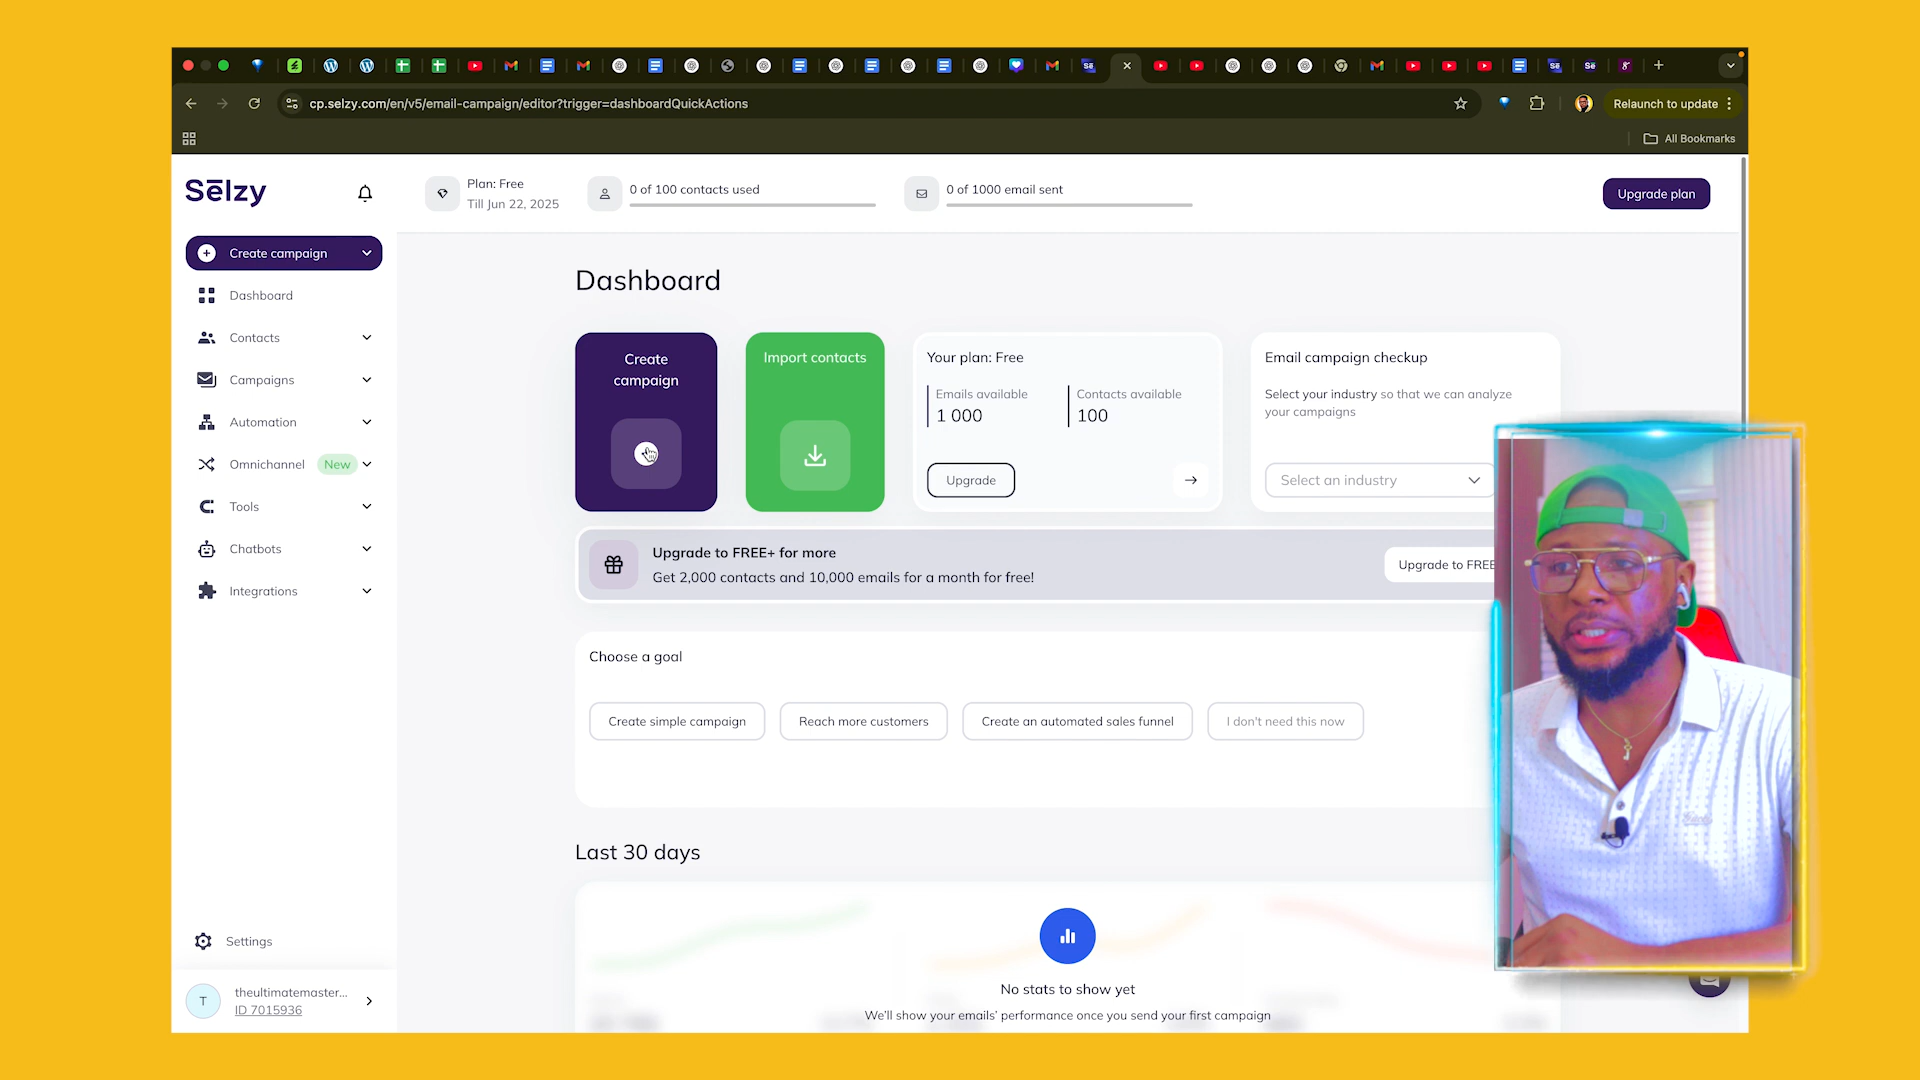 cp.selzy.com/en/v5/email-campaign/editor?trigger=dashboardQuickActions
Relaunch to update
All Bookmarks
Sēlzy
Plan: Free
Till Jun 22, 2025
0 of 100 contacts used
0 of 1000 email sent
Upgrade plan
Create campaign
Dashboard
Contacts
Campaigns
Automation
Omnichannel New
Tools
Chatbots
Integrations
Settings
T
theultimatemaster...
ID 7015936
Dashboard
Create
campaign
Import contacts
Your plan: Free
Emails available
1 000
Contacts available
100
Upgrade
Email campaign checkup
Select your industry so that we can analyze
your campaigns
Select an industry
Upgrade to FREE+ for more
Get 2,000 contacts and 10,000 emails for a month for free!
Upgrade to FREE
Choose a goal
Create simple campaign
Reach more customers
Create an automated sales funnel
I don't need this now
Last 30 days
No stats to show yet
We'll show your emails' performance once you send your first campaign